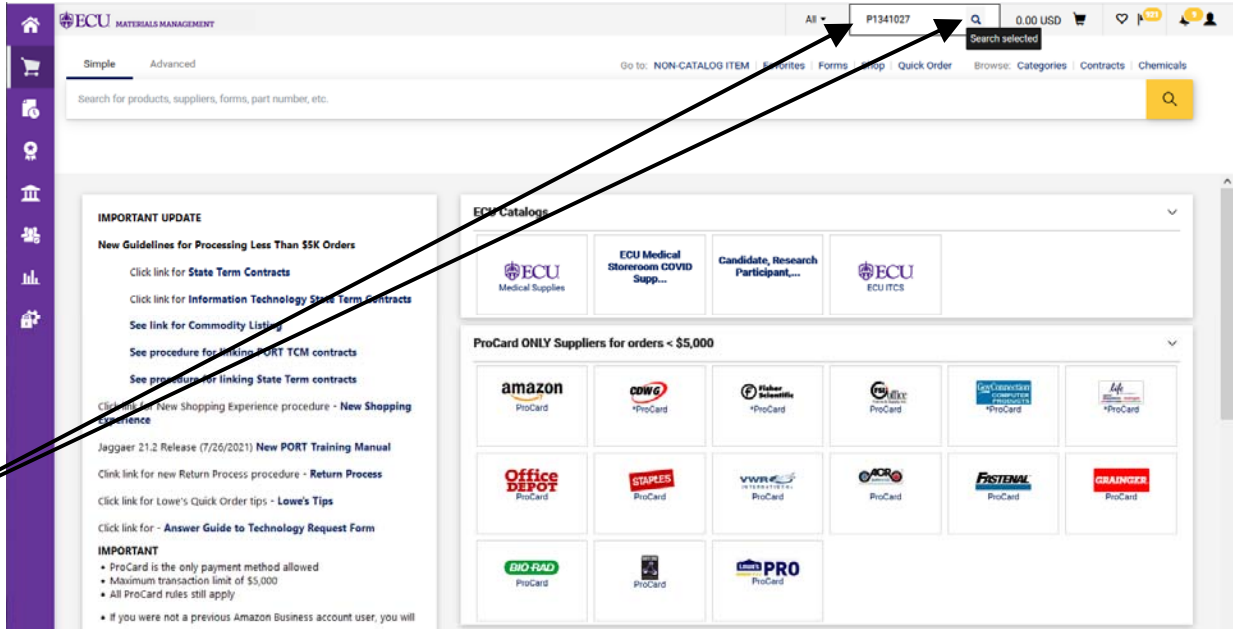 ECU MATERIALS MANAGEMENT
All
P1341027
0.00 USD
Search selected
Simple
Advanced
Go to: NON-CATALOG ITEM | Favorites | Forms | Shop | Quick Order
Browse: Categories | Contracts | Chemicals
Search for products, suppliers, forms, part number, etc.
IMPORTANT UPDATE
New Guidelines for Processing Less Than $5K Orders
Click link for State Term Contracts
Click link for Information Technology State Term Contracts
See link for Commodity Listing
See procedure for linking PORT TCM contracts
See procedure for linking State Term contracts
Click link for New Shopping Experience procedure - New Shopping
Experience
Jaggaer 21.2 Release (7/26/2021) New PORT Training Manual
Clink link for new Return Process procedure - Return Process
Click link for Lowe's Quick Order tips - Lowe's Tips
Click link for - Answer Guide to Technology Request Form
IMPORTANT
• ProCard is the only payment method allowed
• Maximum transaction limit of $5,000
• All ProCard rules still apply
• If you were not a previous Amazon Business account user, you will
ECU Catalogs
ECU
Medical Supplies
ECU Medical
Storeroom COVID
Supp...
Candidate, Research
Participant,...
ECU
ECU ITCS
ProCard ONLY Suppliers for orders < $5,000
amazon
ProCard
CDWG
*ProCard
Fisher
Scientific
*ProCard
office
ProCard
GovConnection
COMPUTER
PRODUCTS
*ProCard
life
*ProCard
Office
DEPOT
ProCard
STAPLES
ProCard
VWR
INTERNATIONAL
ProCard
ProCard
FASTENAL
ProCard
GRAINGER
ProCard
BIO-RAD
ProCard
ProCard
LOWE'S PRO
ProCard